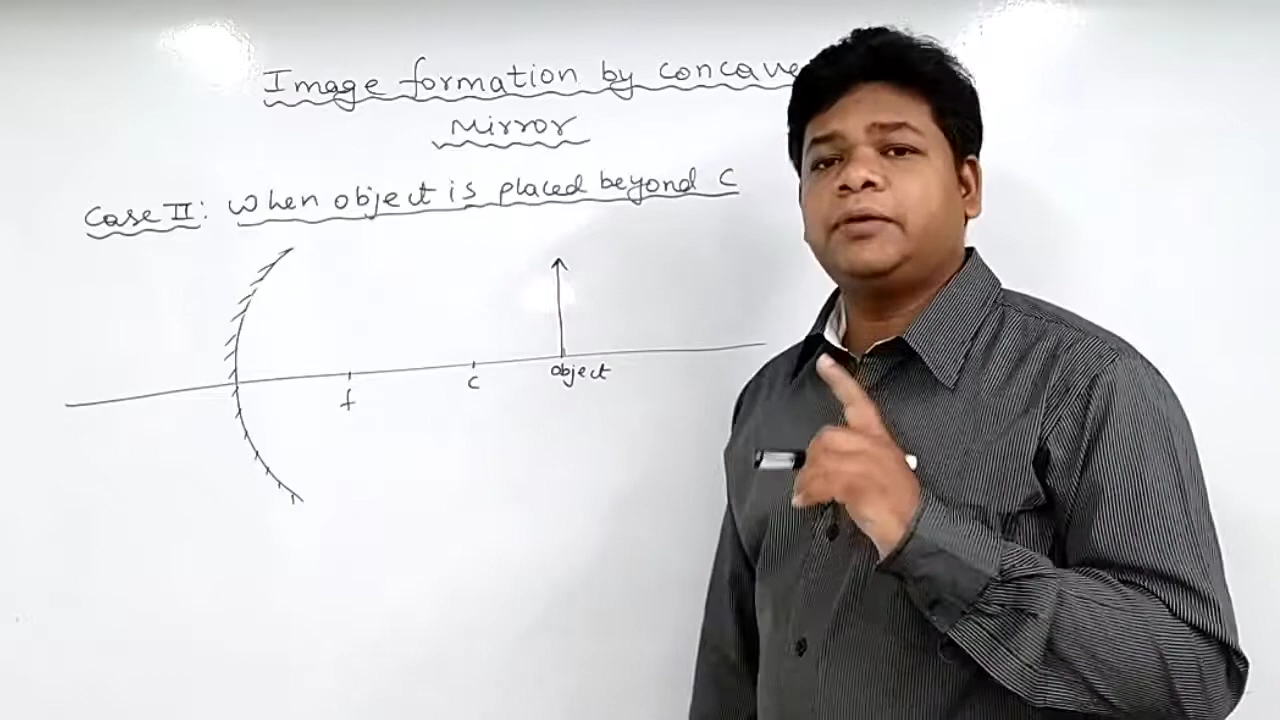 Image formation by concave
Mirror
Case II: When object is placed beyond C
f
C
object